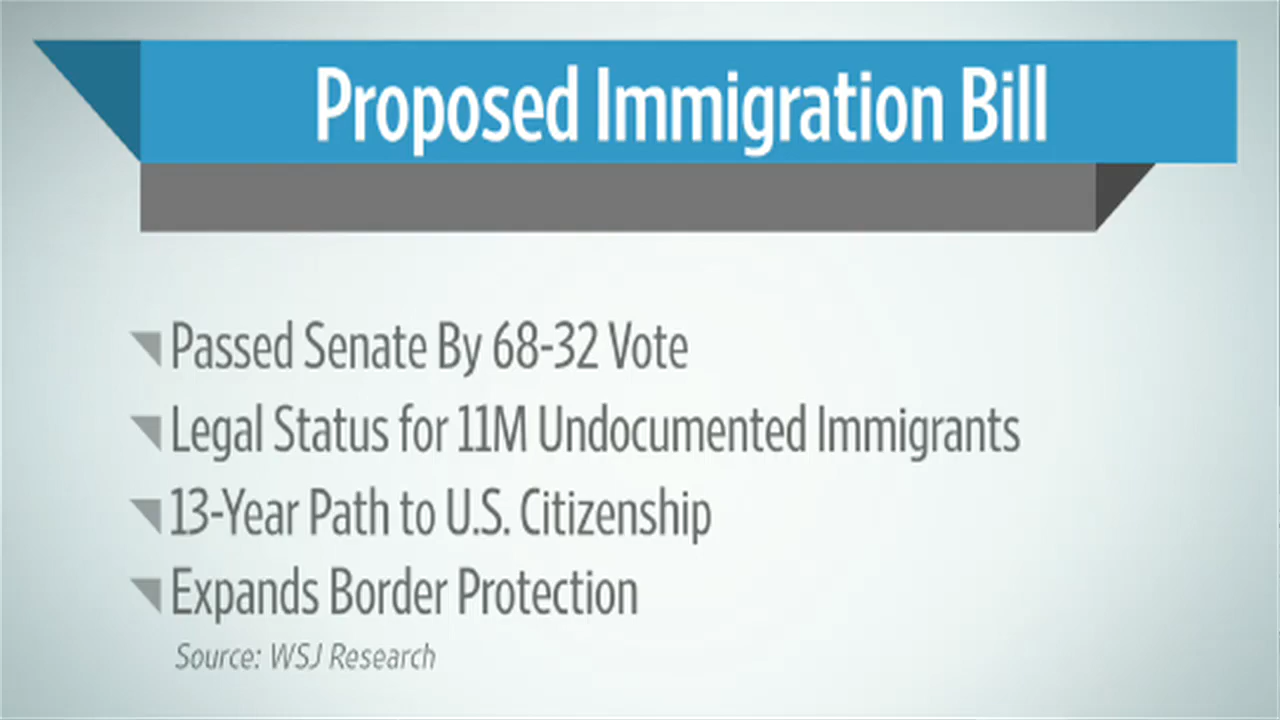 Proposed Immigration Bill
Passed Senate By 68-32 Vote
Legal Status for 11M Undocumented Immigrants
13-Year Path to U.S. Citizenship
Expands Border Protection
Source: WSJ Research